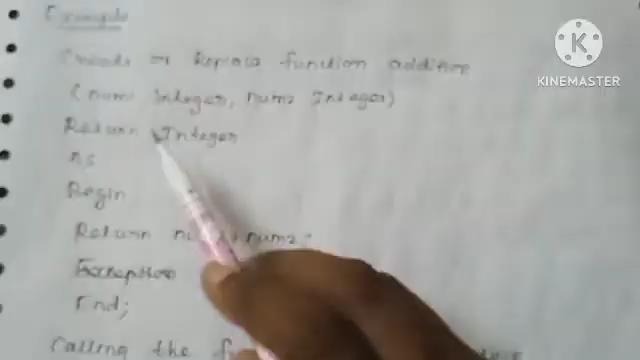 Example
Create or Replace function addition
(num1 Integer, num2 Integer)
Return Integer
as
Begin
Return num2;
Exception
End;
Calling the
KINEMASTER